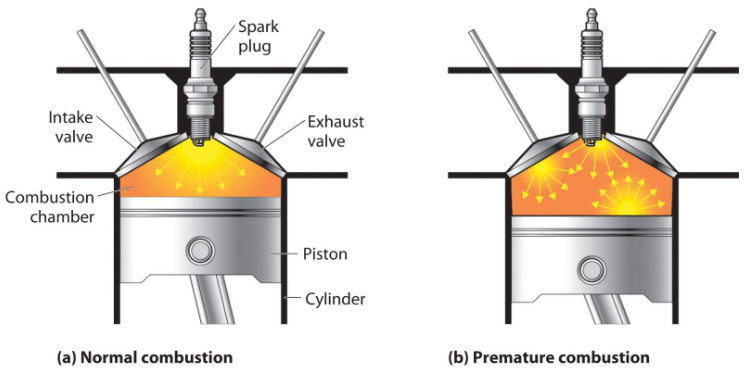 Spark
plug
Intake
valve
Exhaust
valve
Combustion
chamber
Piston
Cylinder
(a) Normal combustion
(b) Premature combustion